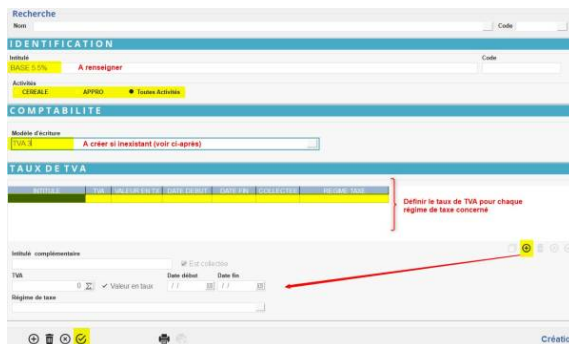 Recherche
Nom Code
IDENTIFICATION
Intitulé Code
BASE 5.5% A renseigner
Activités
CEREALE APPRO Toutes Activités
COMPTABILITE
Modèle d'écriture
TVA 3 A créer si inexistant (voir ci-après)
TAUX DE TVA
INTITULE TVA VALEUR EN TX DATE DEBUT DATE FIN COLLECTEE REGIME TAXE
Définir le taux de TVA pour chaque
régime de taxe concerné
Intitulé complémentaire
Est collectée
TVA Date début Date fin
0 Σ Valeur en taux / / / /
Régime de taxe
Créatio